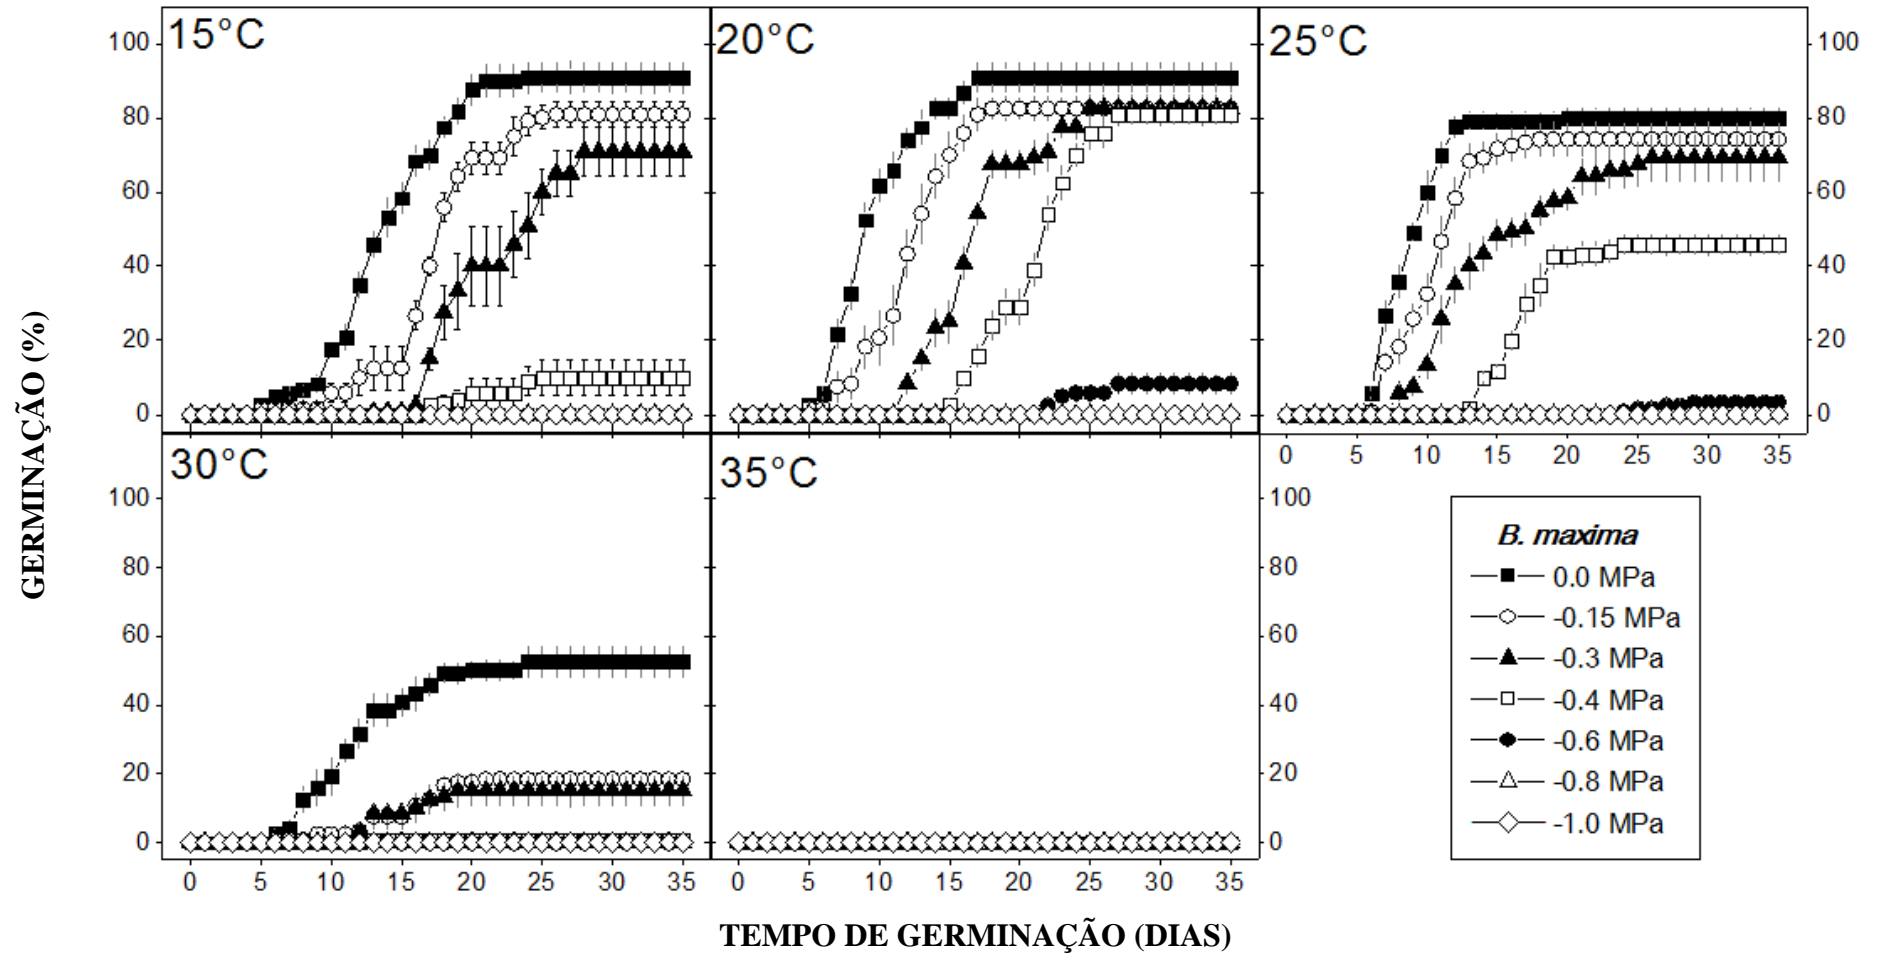 15°C
20°C
25°C
100
80
60
40
20
0
100
80
60
40
20
0
0 5 10 15 20 25 30 35
GERMINAÇÃO (%)
30°C
35°C
100
80
60
40
20
0
100
80
60
40
20
0
0 5 10 15 20 25 30 35
0 5 10 15 20 25 30 35
B. maxima
0.0 MPa
-0.15 MPa
-0.3 MPa
-0.4 MPa
-0.6 MPa
-0.8 MPa
-1.0 MPa
TEMPO DE GERMINAÇÃO (DIAS)